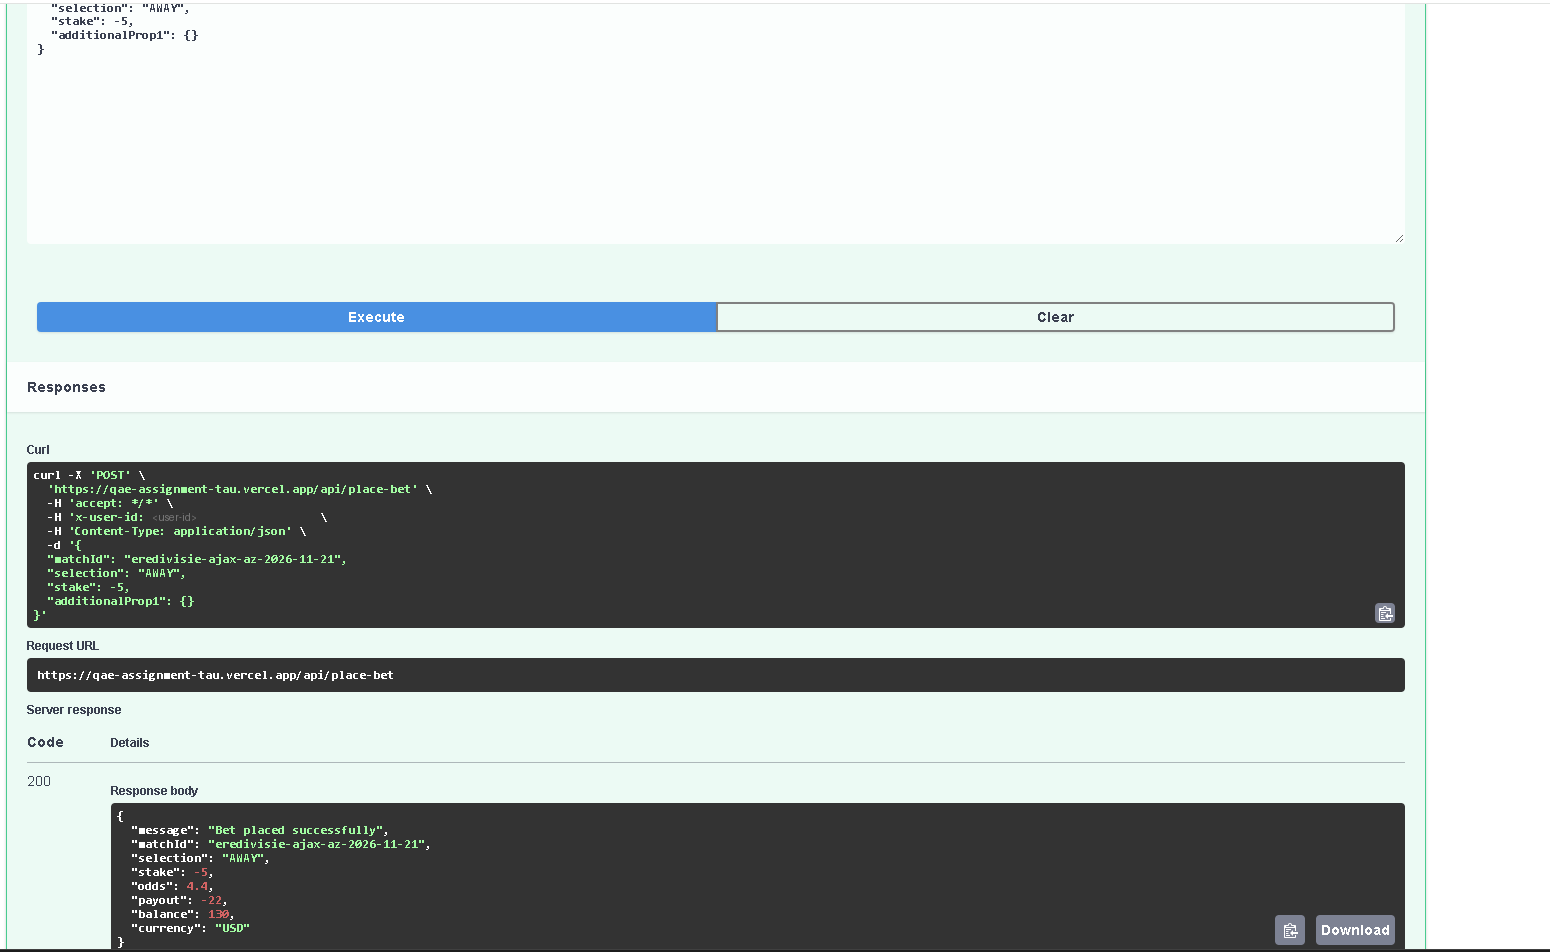 "selection": "AWAY",
"stake": -5,
"additionalProp1": {}
}
Execute
Clear
Responses
Curl
curl -X 'POST' \
'https://qae-assignment-tau.vercel.app/api/place-bet' \
-H 'accept: */*' \
-H 'x-user-id: <user-id> \
-H 'Content-Type: application/json' \
-d '{
"matchId": "eredivisie-ajax-az-2026-11-21",
"selection": "AWAY",
"stake": -5,
"additionalProp1": {}
}'
Request URL
https://qae-assignment-tau.vercel.app/api/place-bet
Server response
Code
Details
200
Response body
{
"message": "Bet placed successfully",
"matchId": "eredivisie-ajax-az-2026-11-21",
"selection": "AWAY",
"stake": -5,
"odds": 4.4,
"payout": -22,
"balance": 130,
"currency": "USD"
}
Download